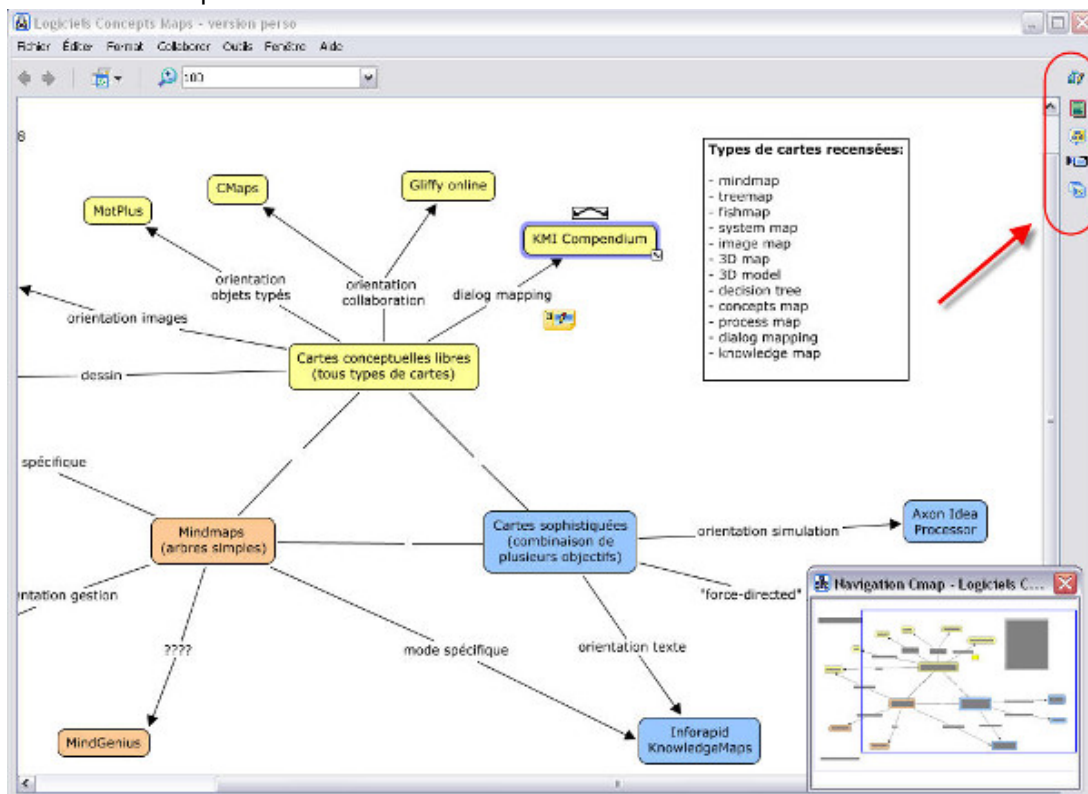 Logiciels Concepts Maps - version perso
Fichier Éditer Format Collaborer Outils Fenêtre Aide
100
8
Types de cartes recensées:
- mindmap
- treemap
- fishmap
- system map
- image map
- 3D map
- 3D model
- decision tree
- concepts map
- process map
- dialog mapping
- knowledge map
CMaps
Gliffy online
MotPlus
KMI Compendium
orientation
objets typés
orientation
collaboration
dialog mapping
orientation images
Cartes conceptuelles libres
(tous types de cartes)
dessin
spécifique
Mindmaps
(arbres simples)
Cartes sophistiquées
(combinaison de
plusieurs objectifs)
orientation simulation
Axon Idea
Processor
"force-directed"
Navigation Cmap - Logiciels C...
ntation gestion
????
mode spécifique
orientation texte
MindGenius
Inforapid
KnowledgeMaps